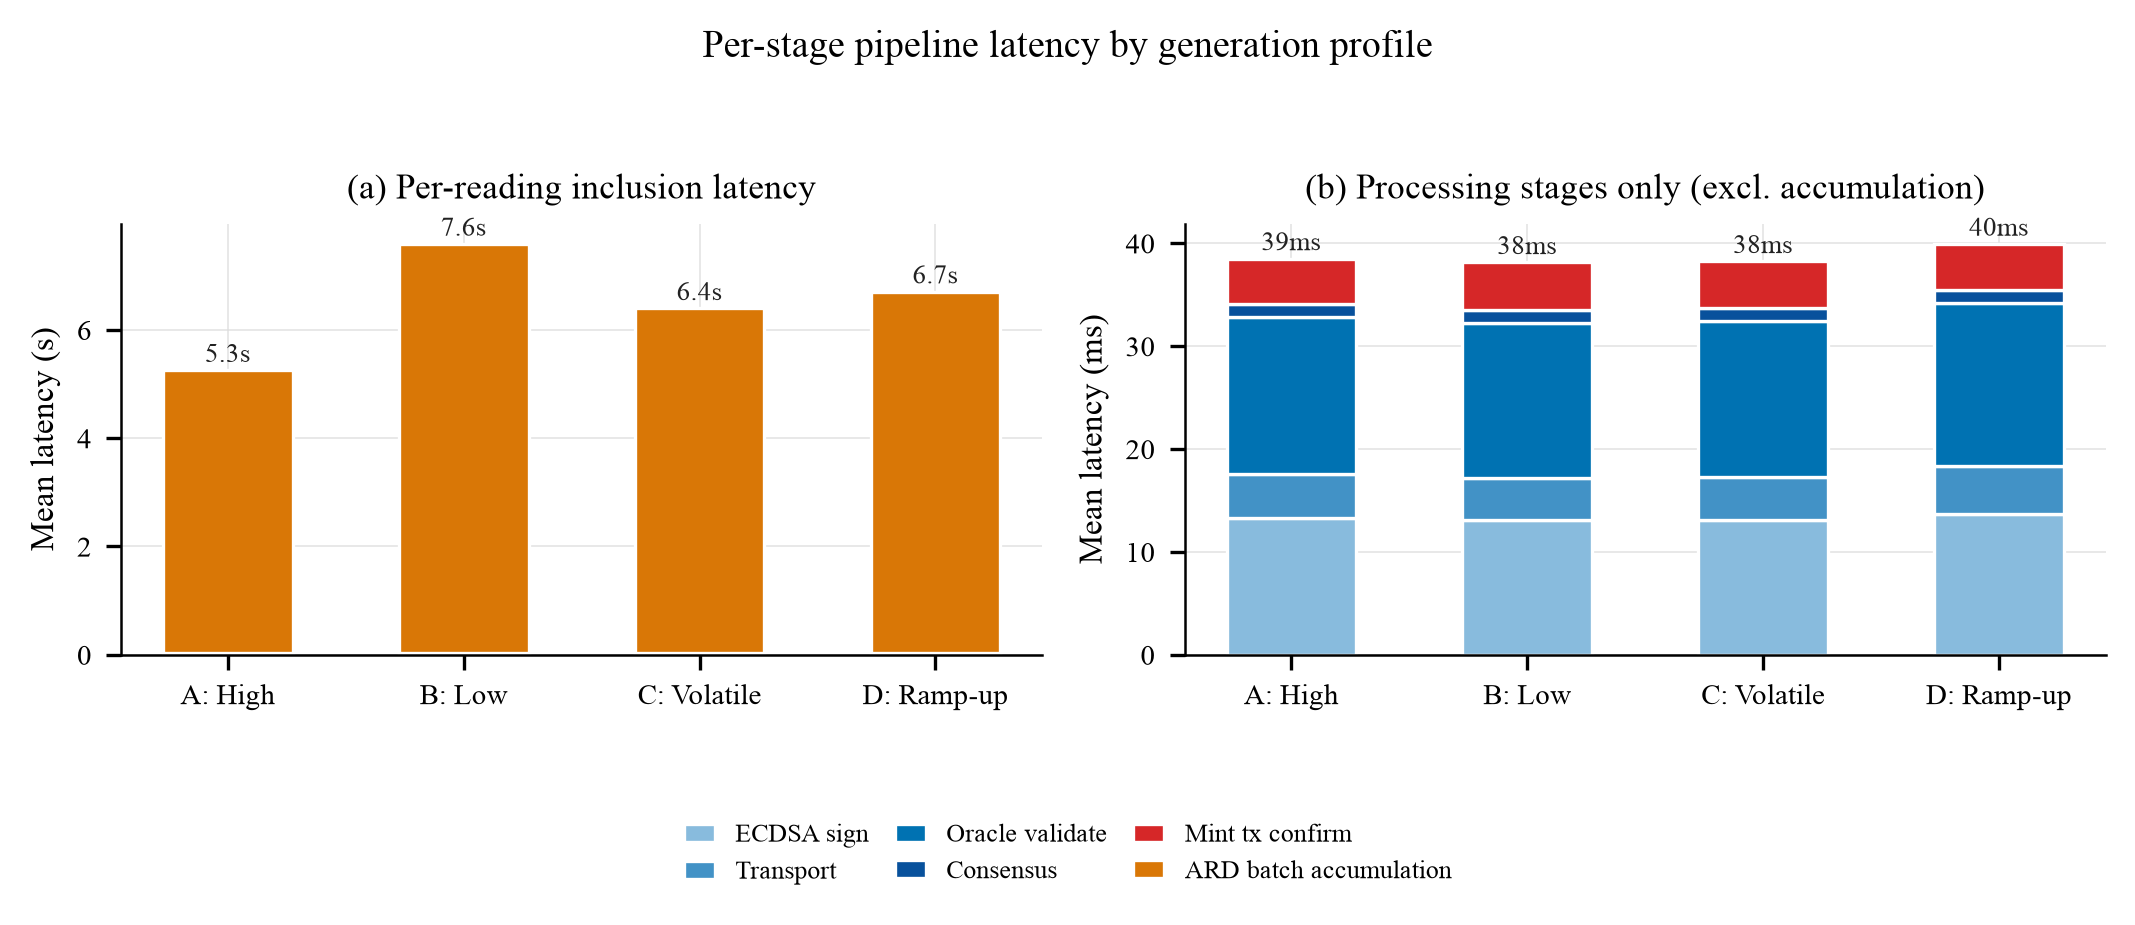 Per-stage pipeline latency by generation profile
(a) Per-reading inclusion latency
Mean latency (s)
6
4
2
0
5.3s
7.6s
6.4s
6.7s
A: High
B: Low
C: Volatile
D: Ramp-up
(b) Processing stages only (excl. accumulation)
Mean latency (ms)
40
30
20
10
0
39ms
38ms
38ms
40ms
A: High
B: Low
C: Volatile
D: Ramp-up
ECDSA sign
Transport
Oracle validate
Consensus
Mint tx confirm
ARD batch accumulation